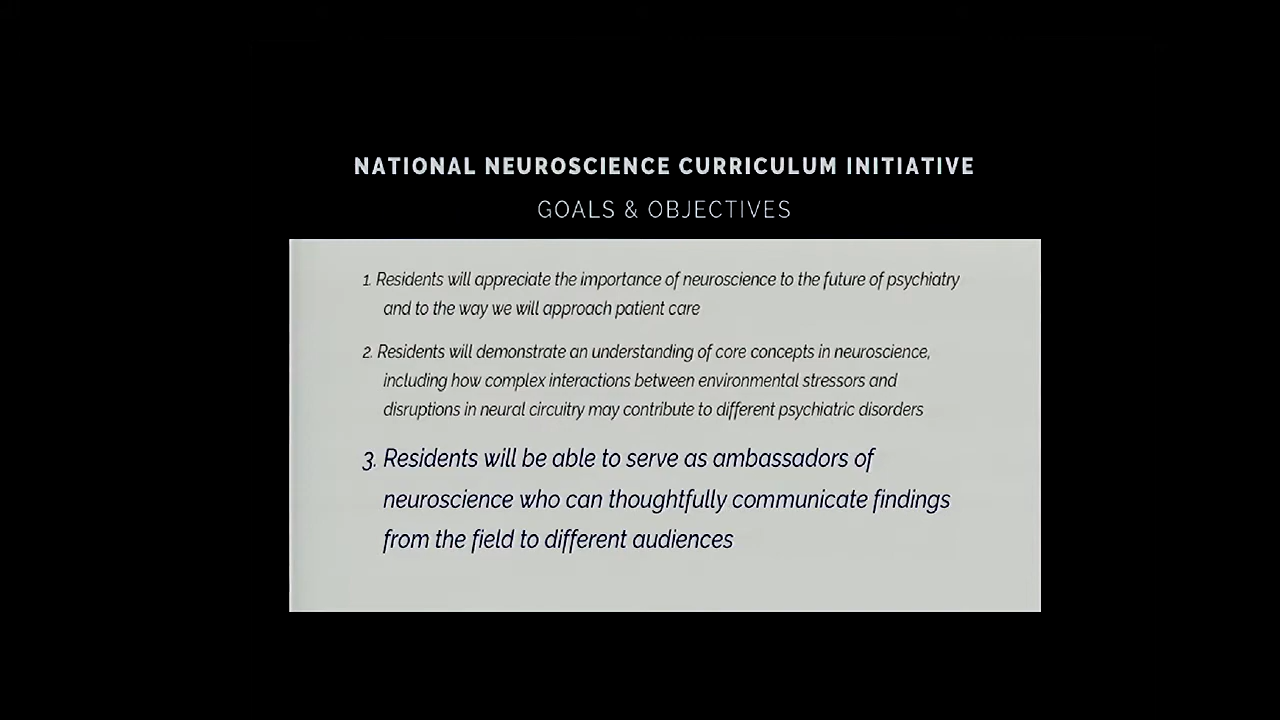 NATIONAL NEUROSCIENCE CURRICULUM INITIATIVE
GOALS & OBJECTIVES
1. Residents will appreciate the importance of neuroscience to the future of psychiatry
and to the way we will approach patient care
2. Residents will demonstrate an understanding of core concepts in neuroscience,
including how complex interactions between environmental stressors and
disruptions in neural circuitry may contribute to different psychiatric disorders
3. Residents will be able to serve as ambassadors of
neuroscience who can thoughtfully communicate findings
from the field to different audiences